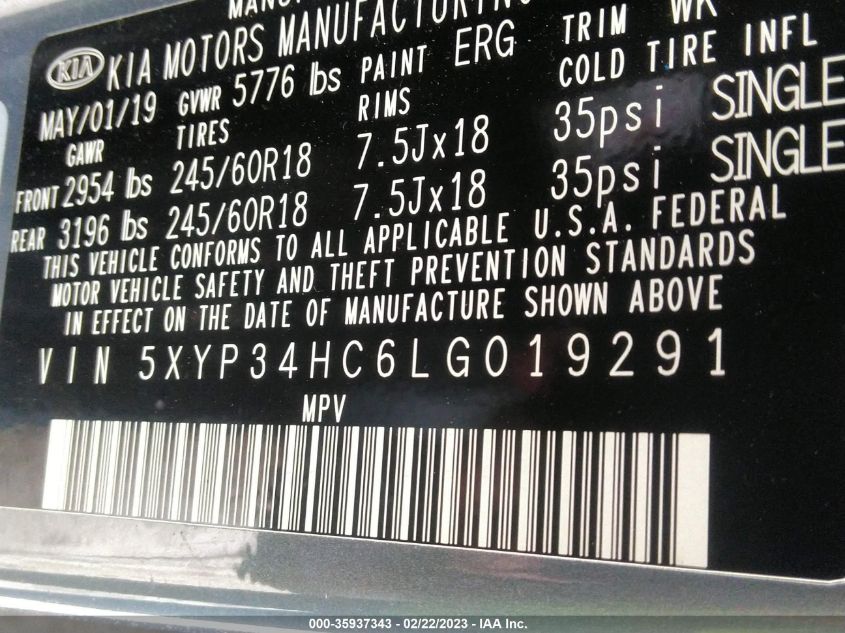 KIA MOTORS MANUFACTURING
MAY/01/19 GVWR 5776 lbs PAINT ERG TRIM WK
GAWR TIRES RIMS COLD TIRE INFL
FRONT 2954 lbs 245/60R18 7.5Jx18 35psi SINGLE
REAR 3196 lbs 245/60R18 7.5Jx18 35psi SINGLE
THIS VEHICLE CONFORMS TO ALL APPLICABLE U.S.A. FEDERAL
MOTOR VEHICLE SAFETY AND THEFT PREVENTION STANDARDS
IN EFFECT ON THE DATE OF MANUFACTURE SHOWN ABOVE
VIN 5XYP34HC6LG019291
MPV
000-35937343 - 02/22/2023 - IAA Inc.